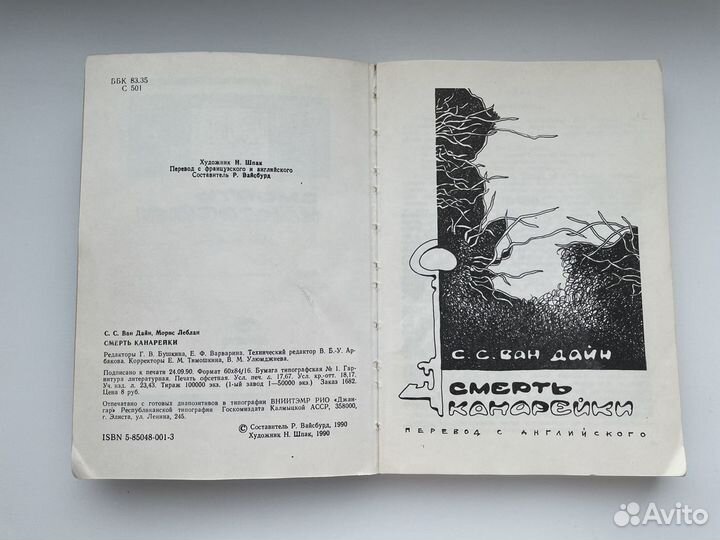 ББК 83.35
С 501
Художник Н. Шпак
Перевод с французского и английского
Составитель Р. Вайсбурд
С. С. Ван Дайн, Морис Леблан
СМЕРТЬ КАНАРЕЙКИ
Редакторы Г. В. Бушкина, Е. Ф. Варварина. Технический редактор В. Б.-У. Ар-
бакова. Корректоры Е. М. Тимошкина, В. М. Улюмджиева.
Подписано к печати 24.09.90. Формат 60х84/16. Бумага типографская № 1. Гар-
нитура литературная. Печать офсетная. Усл. печ. л. 17,67. Усл. кр.-отт. 18,17.
Уч. изд. л. 23,43. Тираж 100000 экз. (1-ый завод 1—50000 экз.) Заказ 1682.
Цена 8 руб.
Отпечатано с готовых диапозитивов в типографии ВНИИТЭМР РИО «Джан-
гар» Республиканской типографии Госкомиздата Калмыцкой АССР, 358000,
г. Элиста, ул. Ленина, 245.
© Составитель Р. Вайсбурд, 1990
Художник Н. Шпак, 1990
ISBN 5-85048-001-3
С. С. ВАН ДАЙН
СМЕРТЬ
КАНАРЕЙКИ
ПЕРЕВОД С АНГЛИЙСКОГО
Avito